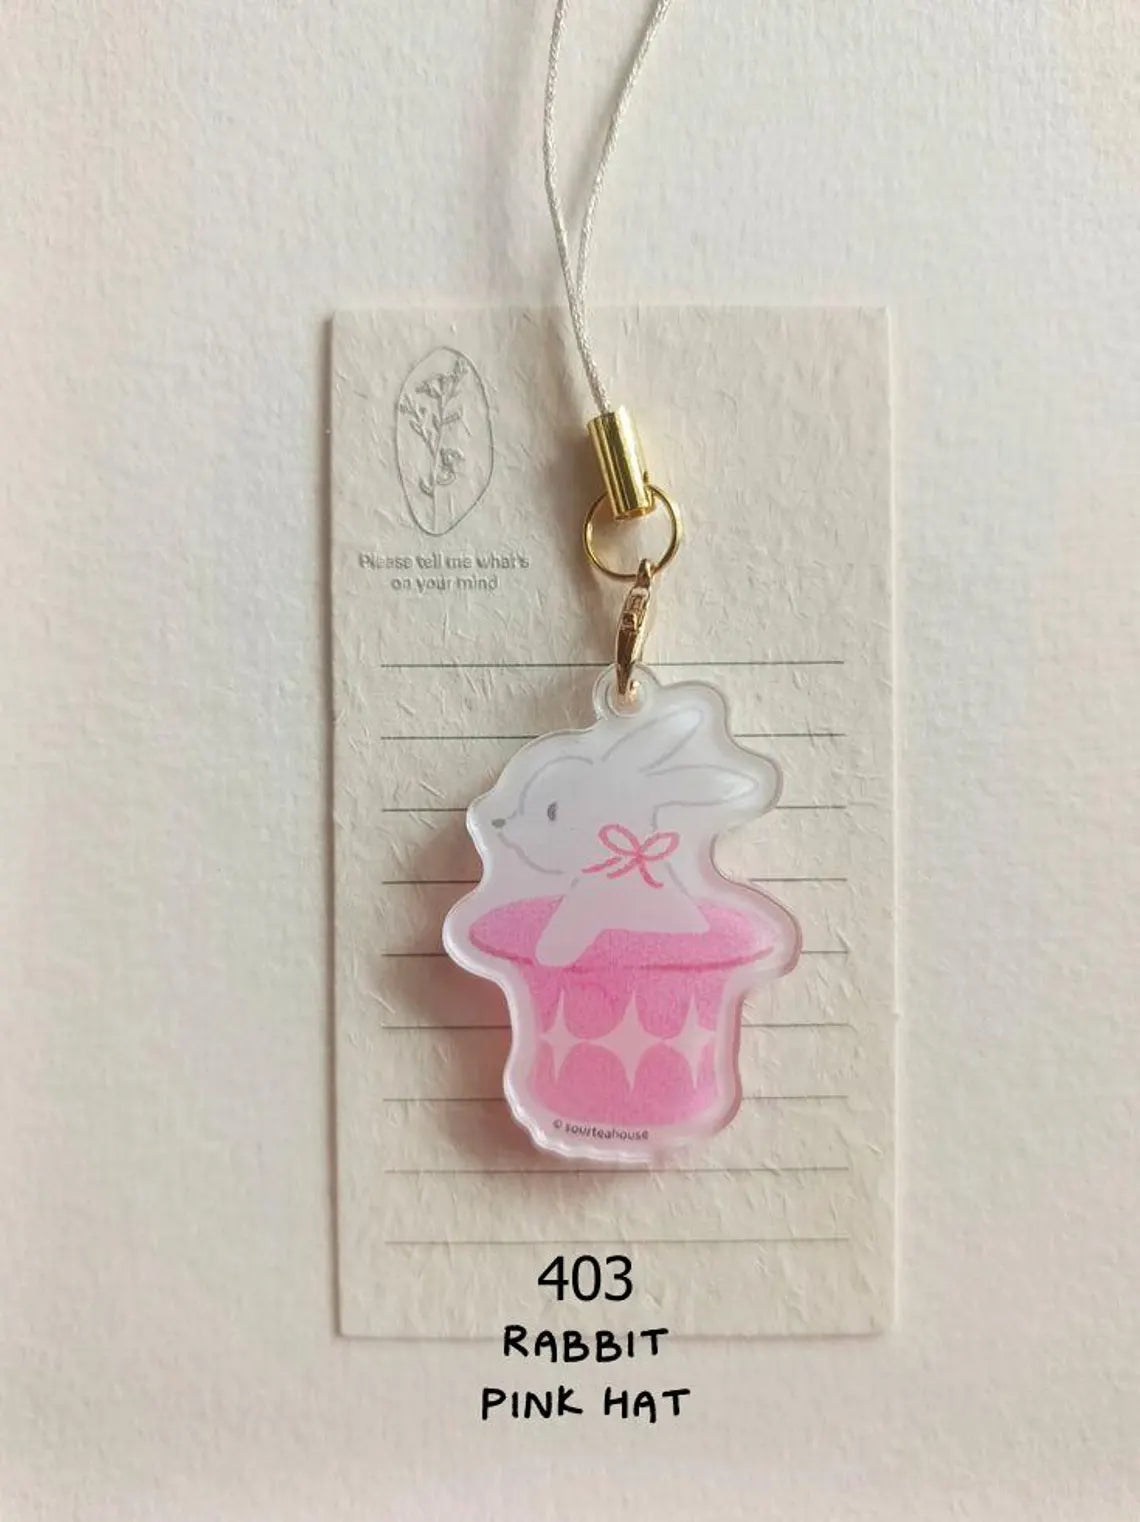 Please tell me what's
on your mind
© sourteahouse
403
RABBIT
PINK HAT